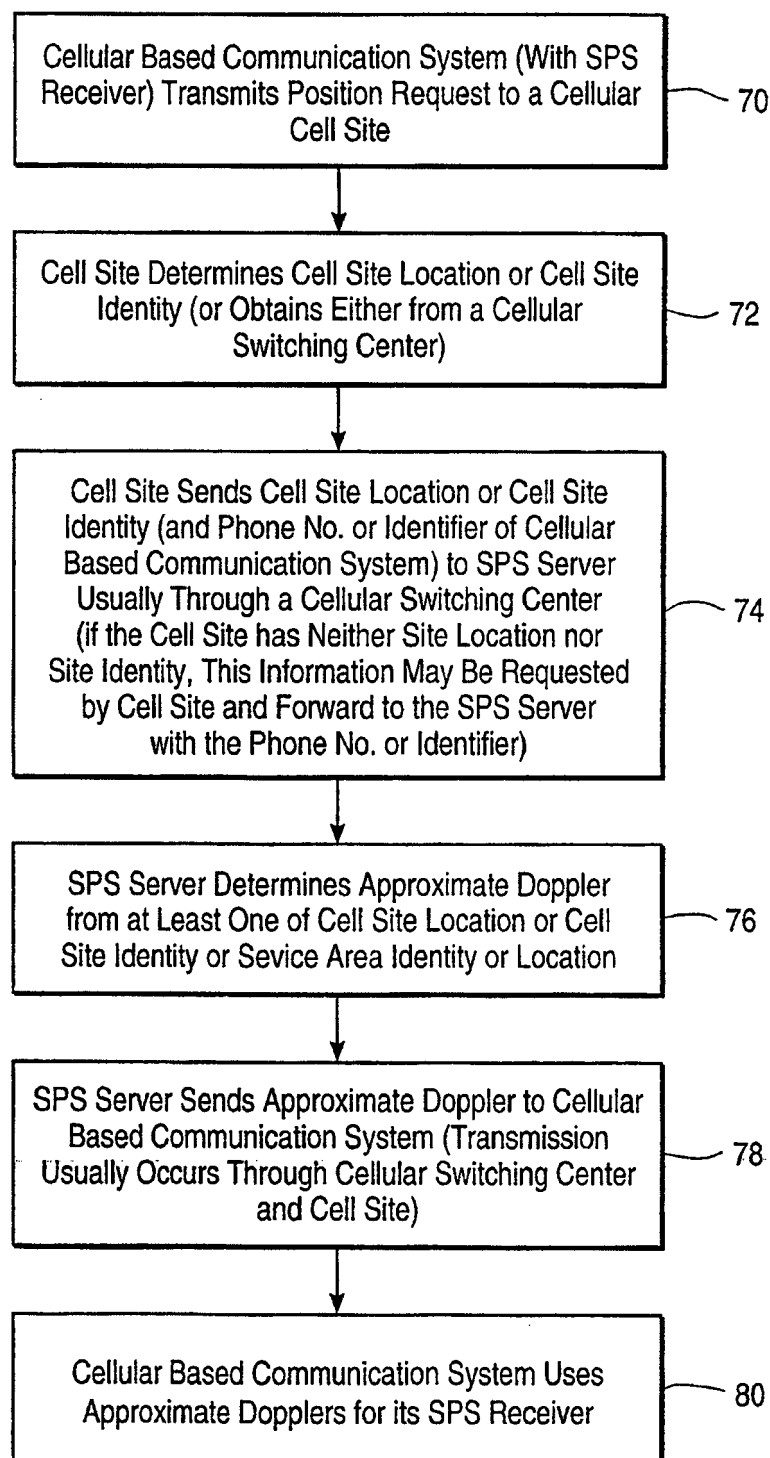 Cellular Based Communication System (With SPS
Receiver) Transmits Position Request to a Cellular
Cell Site
70
Cell Site Determines Cell Site Location or Cell Site
Identity (or Obtains Either from a Cellular
Switching Center)
72
Cell Site Sends Cell Site Location or Cell Site
Identity (and Phone No. or Identifier of Cellular
Based Communication System) to SPS Server
Usually Through a Cellular Switching Center
(if the Cell Site has Neither Site Location nor
Site Identity, This Information May Be Requested
by Cell Site and Forward to the SPS Server
with the Phone No. or Identifier)
74
SPS Server Determines Approximate Doppler
from at Least One of Cell Site Location or Cell
Site Identity or Sevice Area Identity or Location
76
SPS Server Sends Approximate Doppler to Cellular
Based Communication System (Transmission
Usually Occurs Through Cellular Switching Center
and Cell Site)
78
Cellular Based Communication System Uses
Approximate Dopplers for its SPS Receiver
80